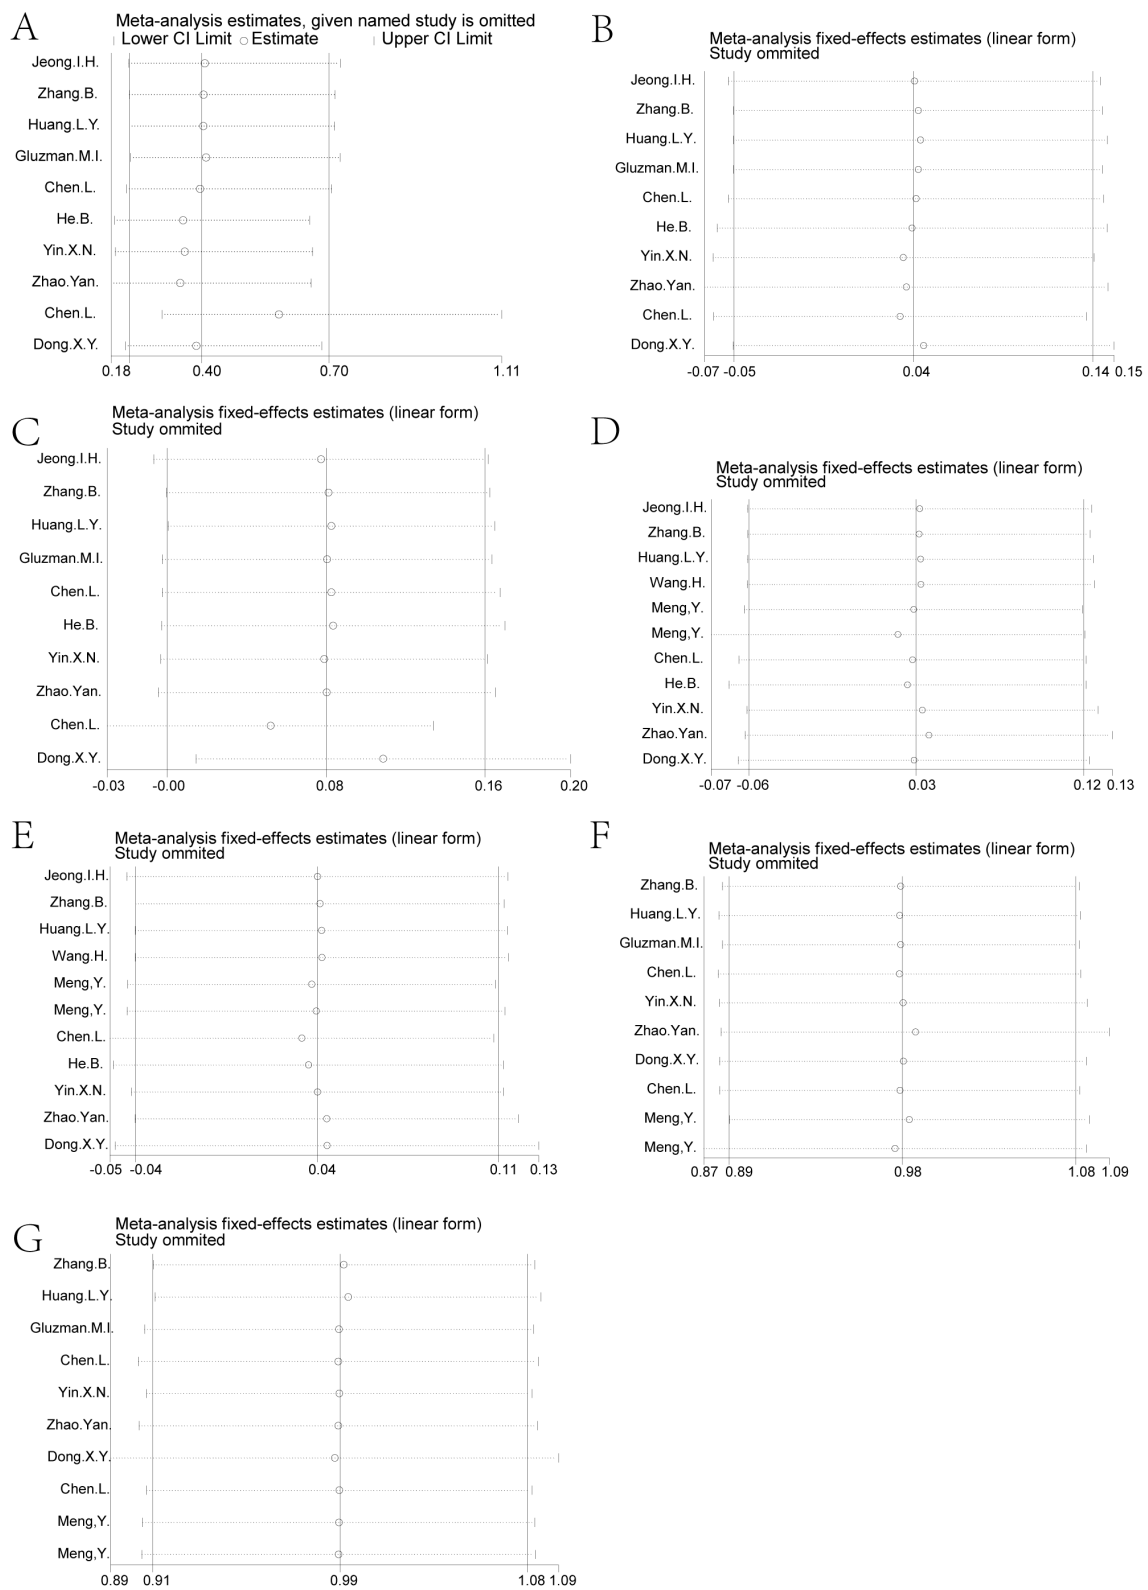 A
Meta-analysis estimates, given named study is omitted
Lower CI Limit Estimate Upper CI Limit
Jeong.I.H.
Zhang.B.
Huang.L.Y.
Gluzman.M.I.
Chen.L.
He.B.
Yin.X.N.
Zhao.Yan.
Chen.L.
Dong.X.Y.
0.18 0.40 0.70 1.11
B
Meta-analysis fixed-effects estimates (linear form)
Study ommited
Jeong.I.H.
Zhang.B.
Huang.L.Y.
Gluzman.M.I.
Chen.L.
He.B.
Yin.X.N.
Zhao.Yan.
Chen.L.
Dong.X.Y.
-0.07 -0.05 0.04 0.14 0.15
C
Meta-analysis fixed-effects estimates (linear form)
Study ommited
Jeong.I.H.
Zhang.B.
Huang.L.Y.
Gluzman.M.I.
Chen.L.
He.B.
Yin.X.N.
Zhao.Yan.
Chen.L.
Dong.X.Y.
-0.03 -0.00 0.08 0.16 0.20
D
Meta-analysis fixed-effects estimates (linear form)
Study ommited
Jeong.I.H.
Zhang.B.
Huang.L.Y.
Wang.H.
Meng,Y.
Meng,Y.
Chen.L.
He.B.
Yin.X.N.
Zhao.Yan.
Dong.X.Y.
-0.07 -0.06 0.03 0.12 0.13
E
Meta-analysis fixed-effects estimates (linear form)
Study ommited
Jeong.I.H.
Zhang.B.
Huang.L.Y.
Wang.H.
Meng,Y.
Meng,Y.
Chen.L.
He.B.
Yin.X.N.
Zhao.Yan.
Dong.X.Y.
-0.05 -0.04 0.04 0.11 0.13
F
Meta-analysis fixed-effects estimates (linear form)
Study ommited
Zhang.B.
Huang.L.Y.
Gluzman.M.I.
Chen.L.
Yin.X.N.
Zhao.Yan.
Dong.X.Y.
Chen.L.
Meng,Y.
Meng,Y.
0.87 0.89 0.98 1.08 1.09
G
Meta-analysis fixed-effects estimates (linear form)
Study ommited
Zhang.B.
Huang.L.Y.
Gluzman.M.I.
Chen.L.
Yin.X.N.
Zhao.Yan.
Dong.X.Y.
Chen.L.
Meng,Y.
Meng,Y.
0.89 0.91 0.99 1.08 1.09